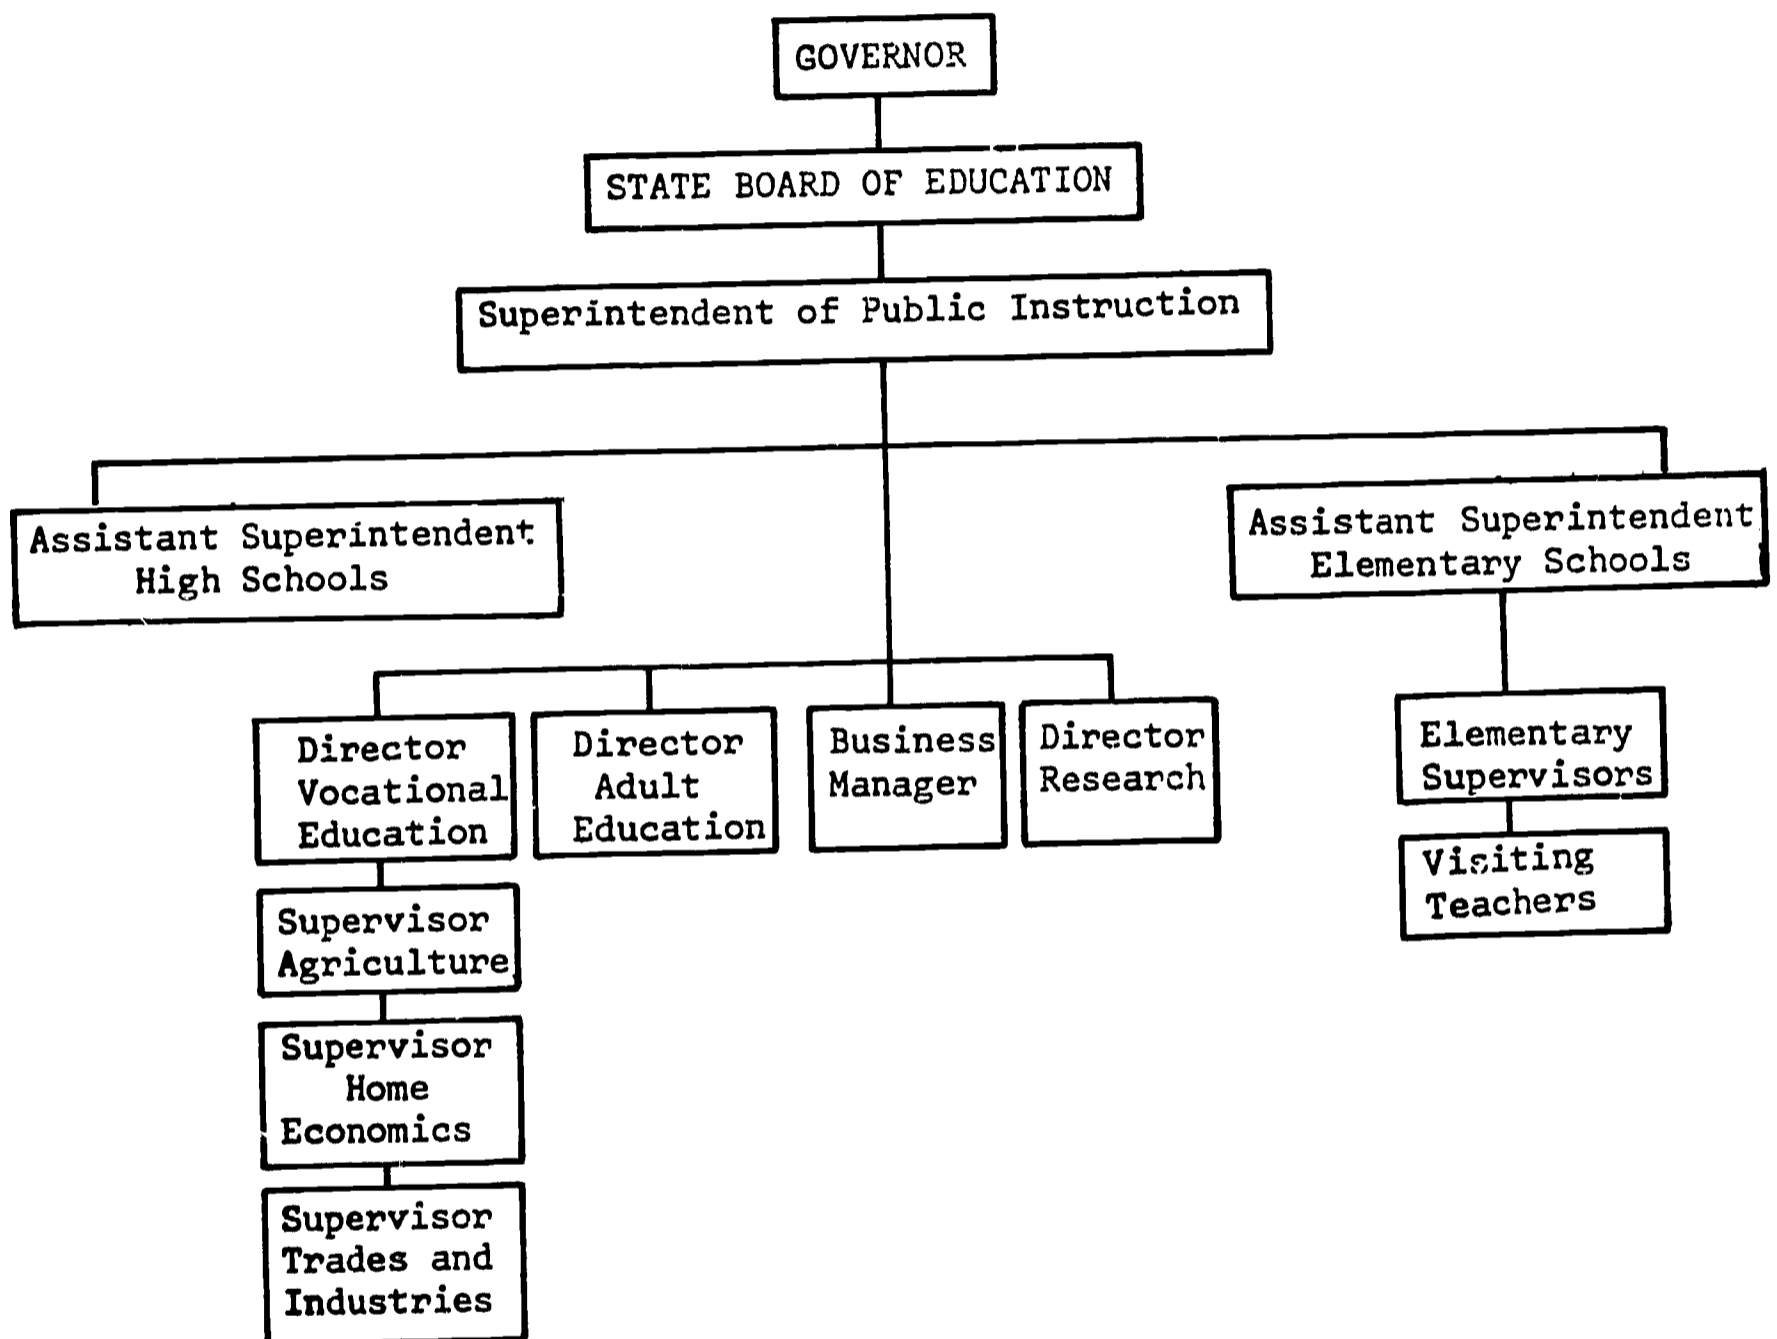 GOVERNOR
STATE BOARD OF EDUCATION
Superintendent of Public Instruction
Assistant Superintendent
High Schools
Assistant Superintendent
Elementary Schools
Director
Vocational
Education
Director
Adult
Education
Business
Manager
Director
Research
Elementary
Supervisors
Visiting
Teachers
Supervisor
Agriculture
Supervisor
Home
Economics
Supervisor
Trades and
Industries